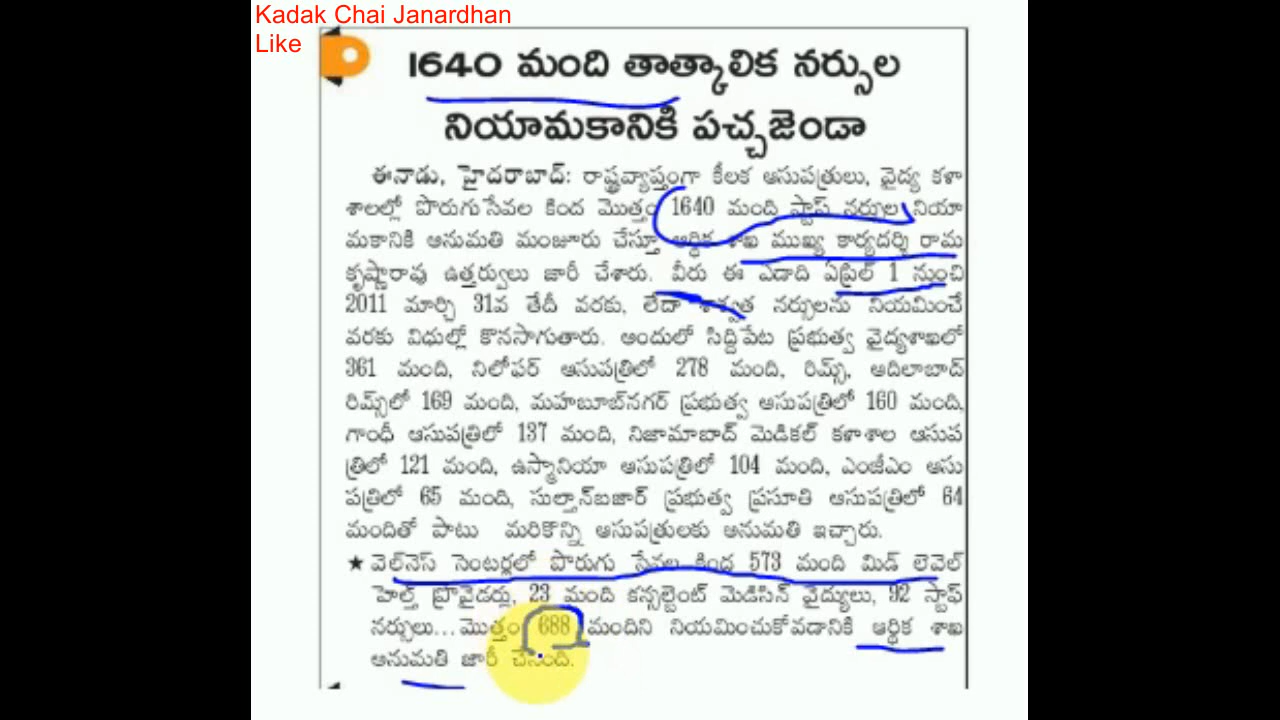 Kadak Chai Janardhan
Like
1640 మంది తాత్కాలిక నర్సుల
నియామకానికి పచ్చజెండా
ఈనాడు, హైదరాబాద్: రాష్ట్రవ్యాప్తంగా కీలక ఆసుపత్రులు, వైద్య కళా
శాలల్లో పొరుగుసేవల కింద మొత్తం 1640 మంది స్టాఫ్ నర్సుల నియా
మకానికి అనుమతి మంజూరు చేస్తూ ఆర్థిక శాఖ ముఖ్య కార్యదర్శి రామ
కృష్ణారావు ఉత్తర్వులు జారీ చేశారు. వీరు ఈ ఏడాది ఏప్రిల్ 1 నుంచి
2011 మార్చి 31వ తేదీ వరకు, లేదా శాశ్వత నర్సులను నియమించే
వరకు విధుల్లో కొనసాగుతారు. అందులో సిద్దిపేట ప్రభుత్వ వైద్యశాఖలో
361 మంది, నిలోఫర్ ఆసుపత్రిలో 278 మంది, రిమ్స్, ఆదిలాబాద్
రిమ్స్‌లో 169 మంది, మహబూబ్‌నగర్ ప్రభుత్వ ఆసుపత్రిలో 160 మంది,
గాంధీ ఆసుపత్రిలో 137 మంది, నిజామాబాద్ మెడికల్ కళాశాల ఆసుప
త్రిలో 121 మంది, ఉస్మానియా ఆసుపత్రిలో 104 మంది, ఎంజీఎం ఆసు
పత్రిలో 65 మంది, సుల్తాన్‌బజార్ ప్రభుత్వ ప్రసూతి ఆసుపత్రిలో 64
మందితో పాటు మరికొన్ని ఆసుపత్రులకు అనుమతి ఇచ్చారు.
★ వెల్‌నెస్ సెంటర్లలో పొరుగు సేవల కింద 573 మంది మిడ్ లెవెల్
హెల్త్ ప్రొవైడర్లు, 23 మంది కన్సల్టెంట్ మెడిసిన్ వైద్యులు, 92 స్టాఫ్
నర్సులు... మొత్తం 688 మందిని నియమించుకోవడానికి ఆర్థిక శాఖ
అనుమతి జారీ చేసింది.